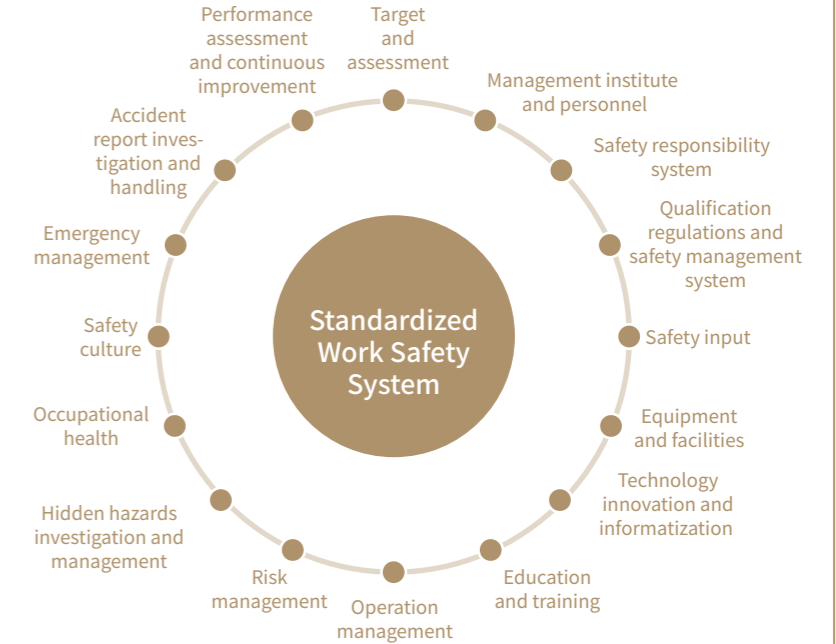 Target
and
assessment
Management institute
and personnel
Safety responsibility
system
Qualification
regulations and
safety management
system
Safety input
Equipment
and facilities
Technology
innovation and
informatization
Education
and training
Operation
management
Risk
management
Hidden hazards
investigation and
management
Occupational
health
Safety
culture
Emergency
management
Accident
report inves-
tigation and
handling
Performance
assessment
and continuous
improvement
Standardized
Work Safety
System